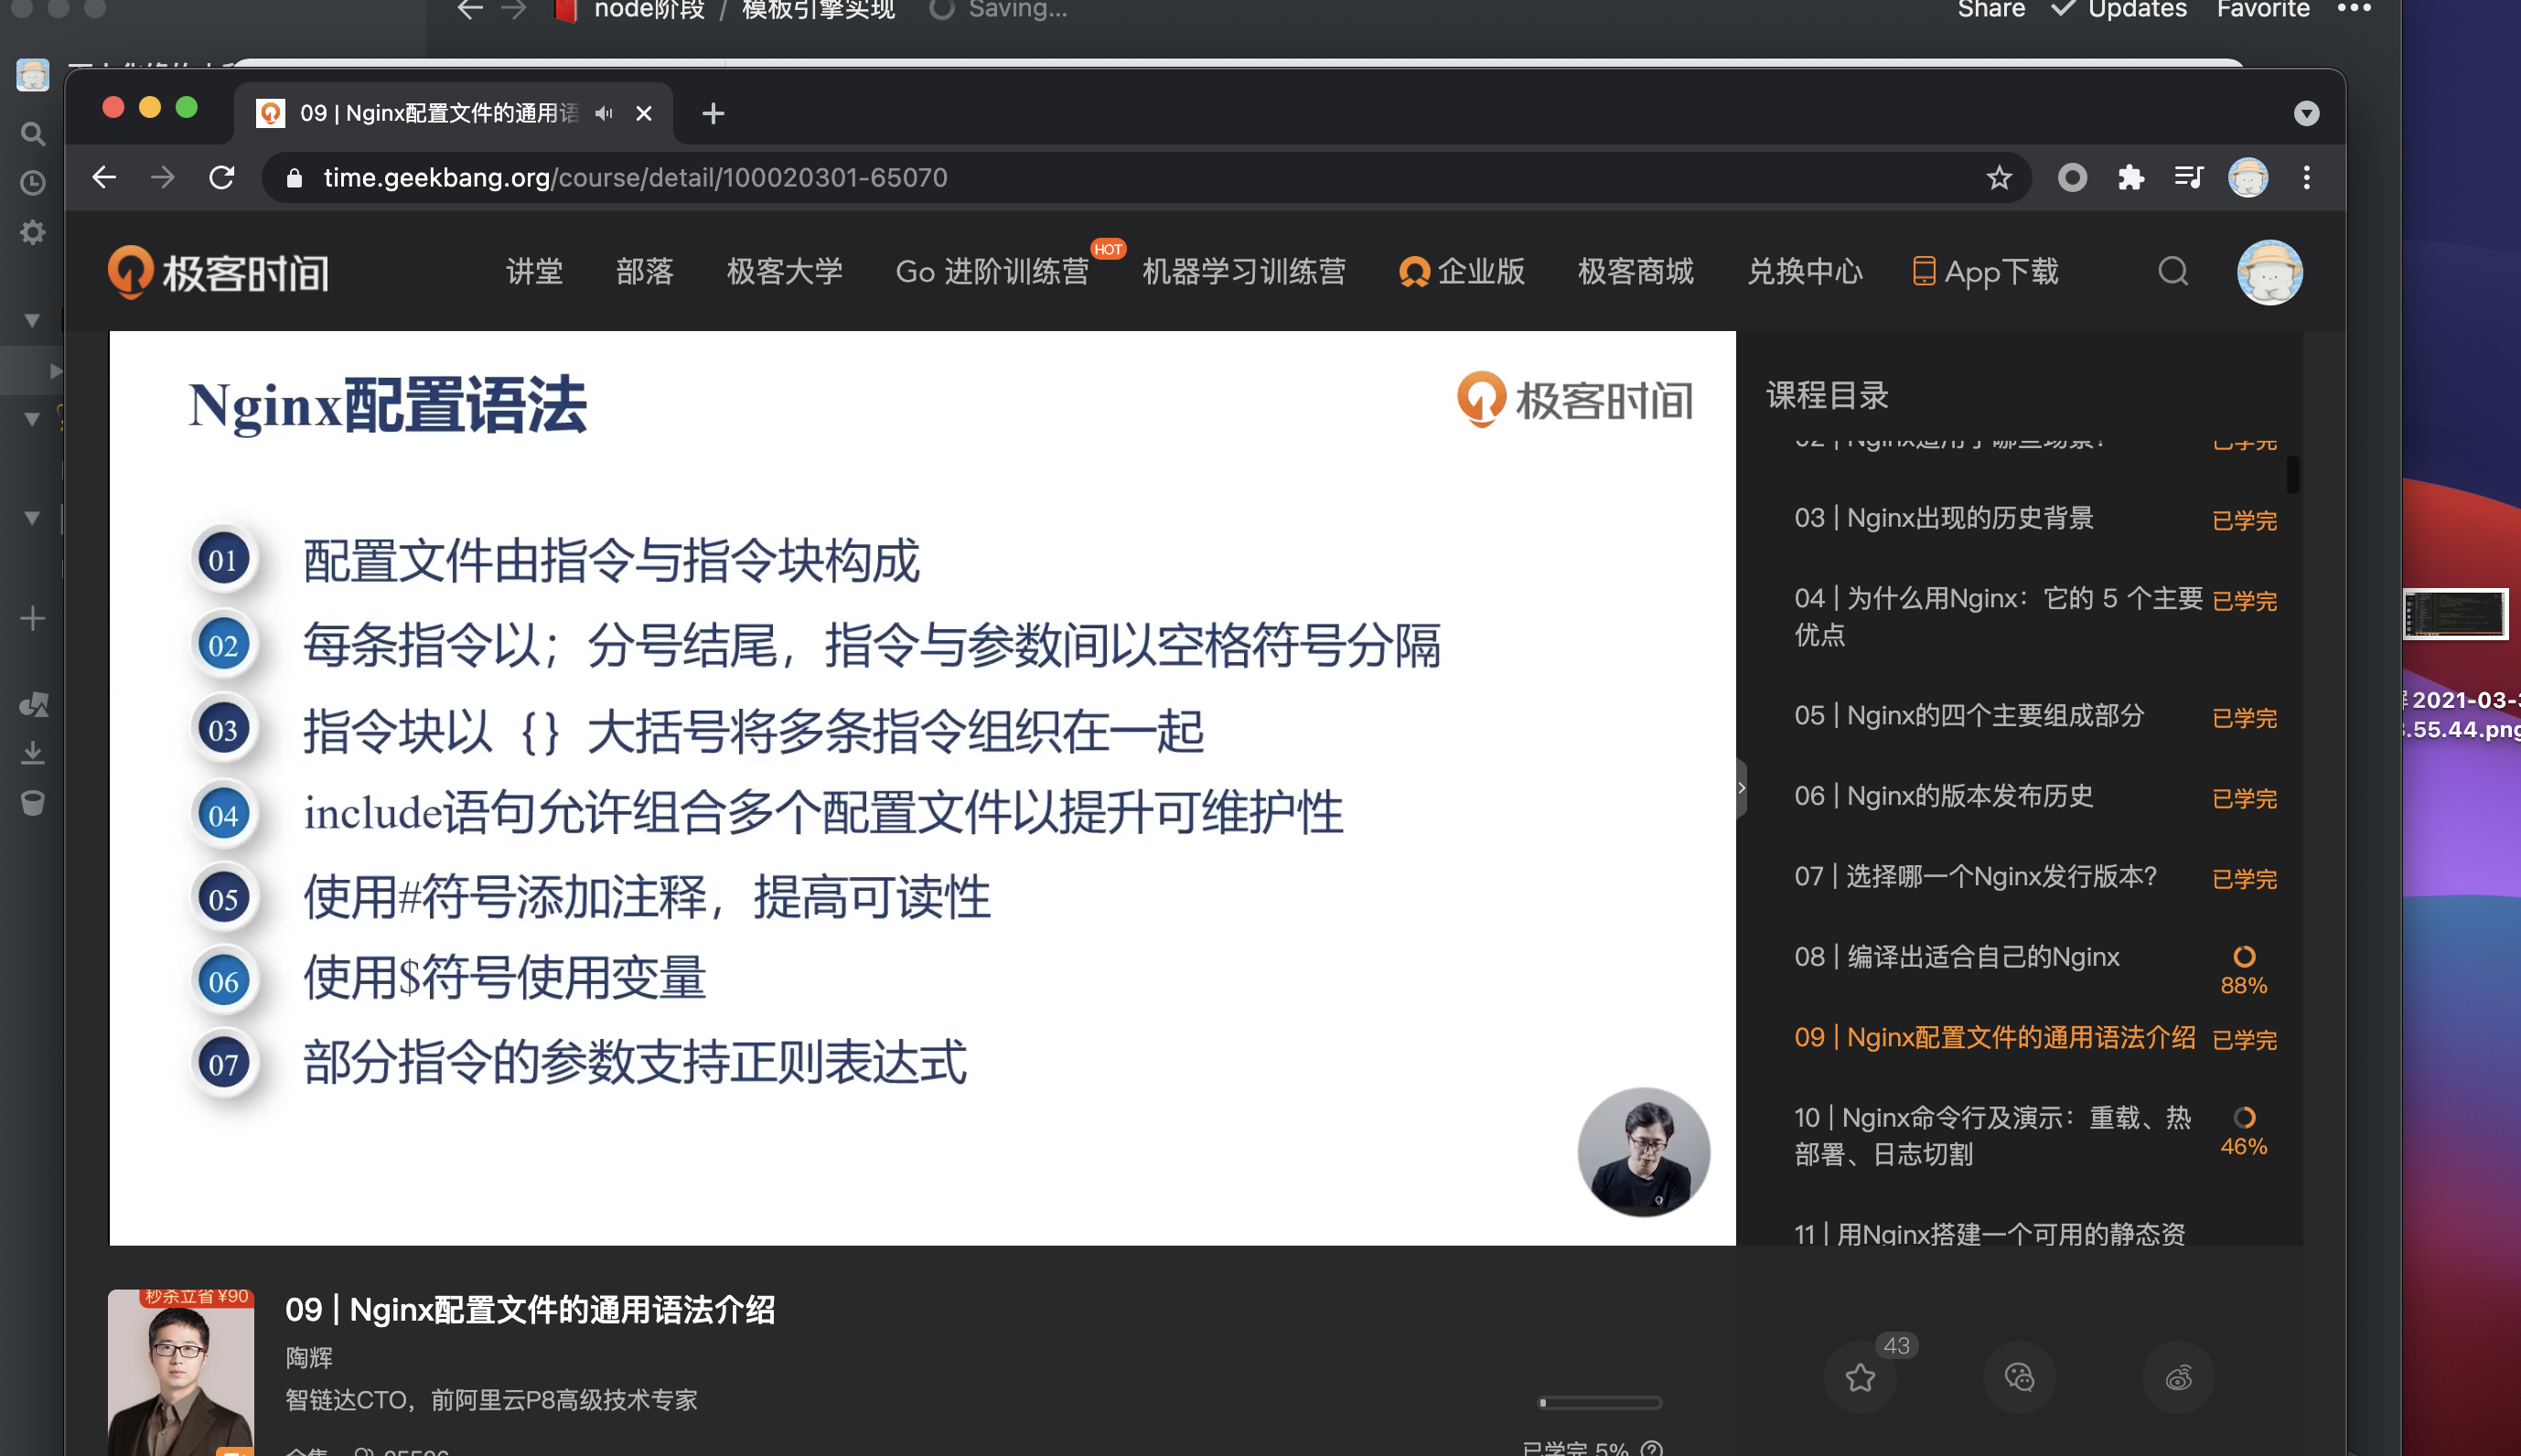 node阶段 / 模板引擎实现 Saving... Share Updates Favorite
09 | Nginx配置文件的通用语
time.geekbang.org/course/detail/100020301-65070
极客时间 讲堂 部落 极客大学 Go 进阶训练营 HOT 机器学习训练营 企业版 极客商城 兑换中心 App下载
Nginx配置语法
极客时间
01 配置文件由指令与指令块构成
02 每条指令以；分号结尾，指令与参数间以空格符号分隔
03 指令块以 {} 大括号将多条指令组织在一起
04 include语句允许组合多个配置文件以提升可维护性
05 使用#符号添加注释，提高可读性
06 使用$符号使用变量
07 部分指令的参数支持正则表达式
课程目录
02 | Nginx适用于哪些场景？ 已学完
03 | Nginx出现的历史背景 已学完
04 | 为什么用Nginx：它的 5 个主要 已学完
优点
05 | Nginx的四个主要组成部分 已学完
06 | Nginx的版本发布历史 已学完
07 | 选择哪一个Nginx发行版本? 已学完
08 | 编译出适合自己的Nginx
88%
09 | Nginx配置文件的通用语法介绍 已学完
10 | Nginx命令行及演示：重载、热
部署、日志切割
46%
11 | 用Nginx搭建一个可用的静态资
2021-03-
.55.44.png
秒杀立省¥90
09 | Nginx配置文件的通用语法介绍
陶辉
智链达CTO，前阿里云P8高级技术专家
43
已学完 5%